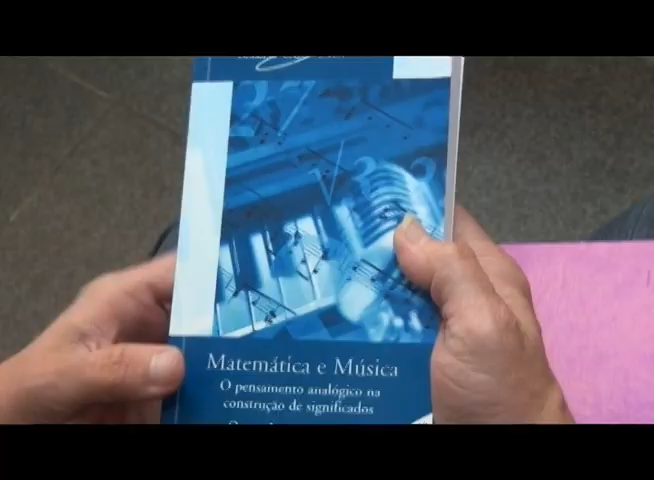 Matemática e Música
O pensamento analógico na
construção de significados